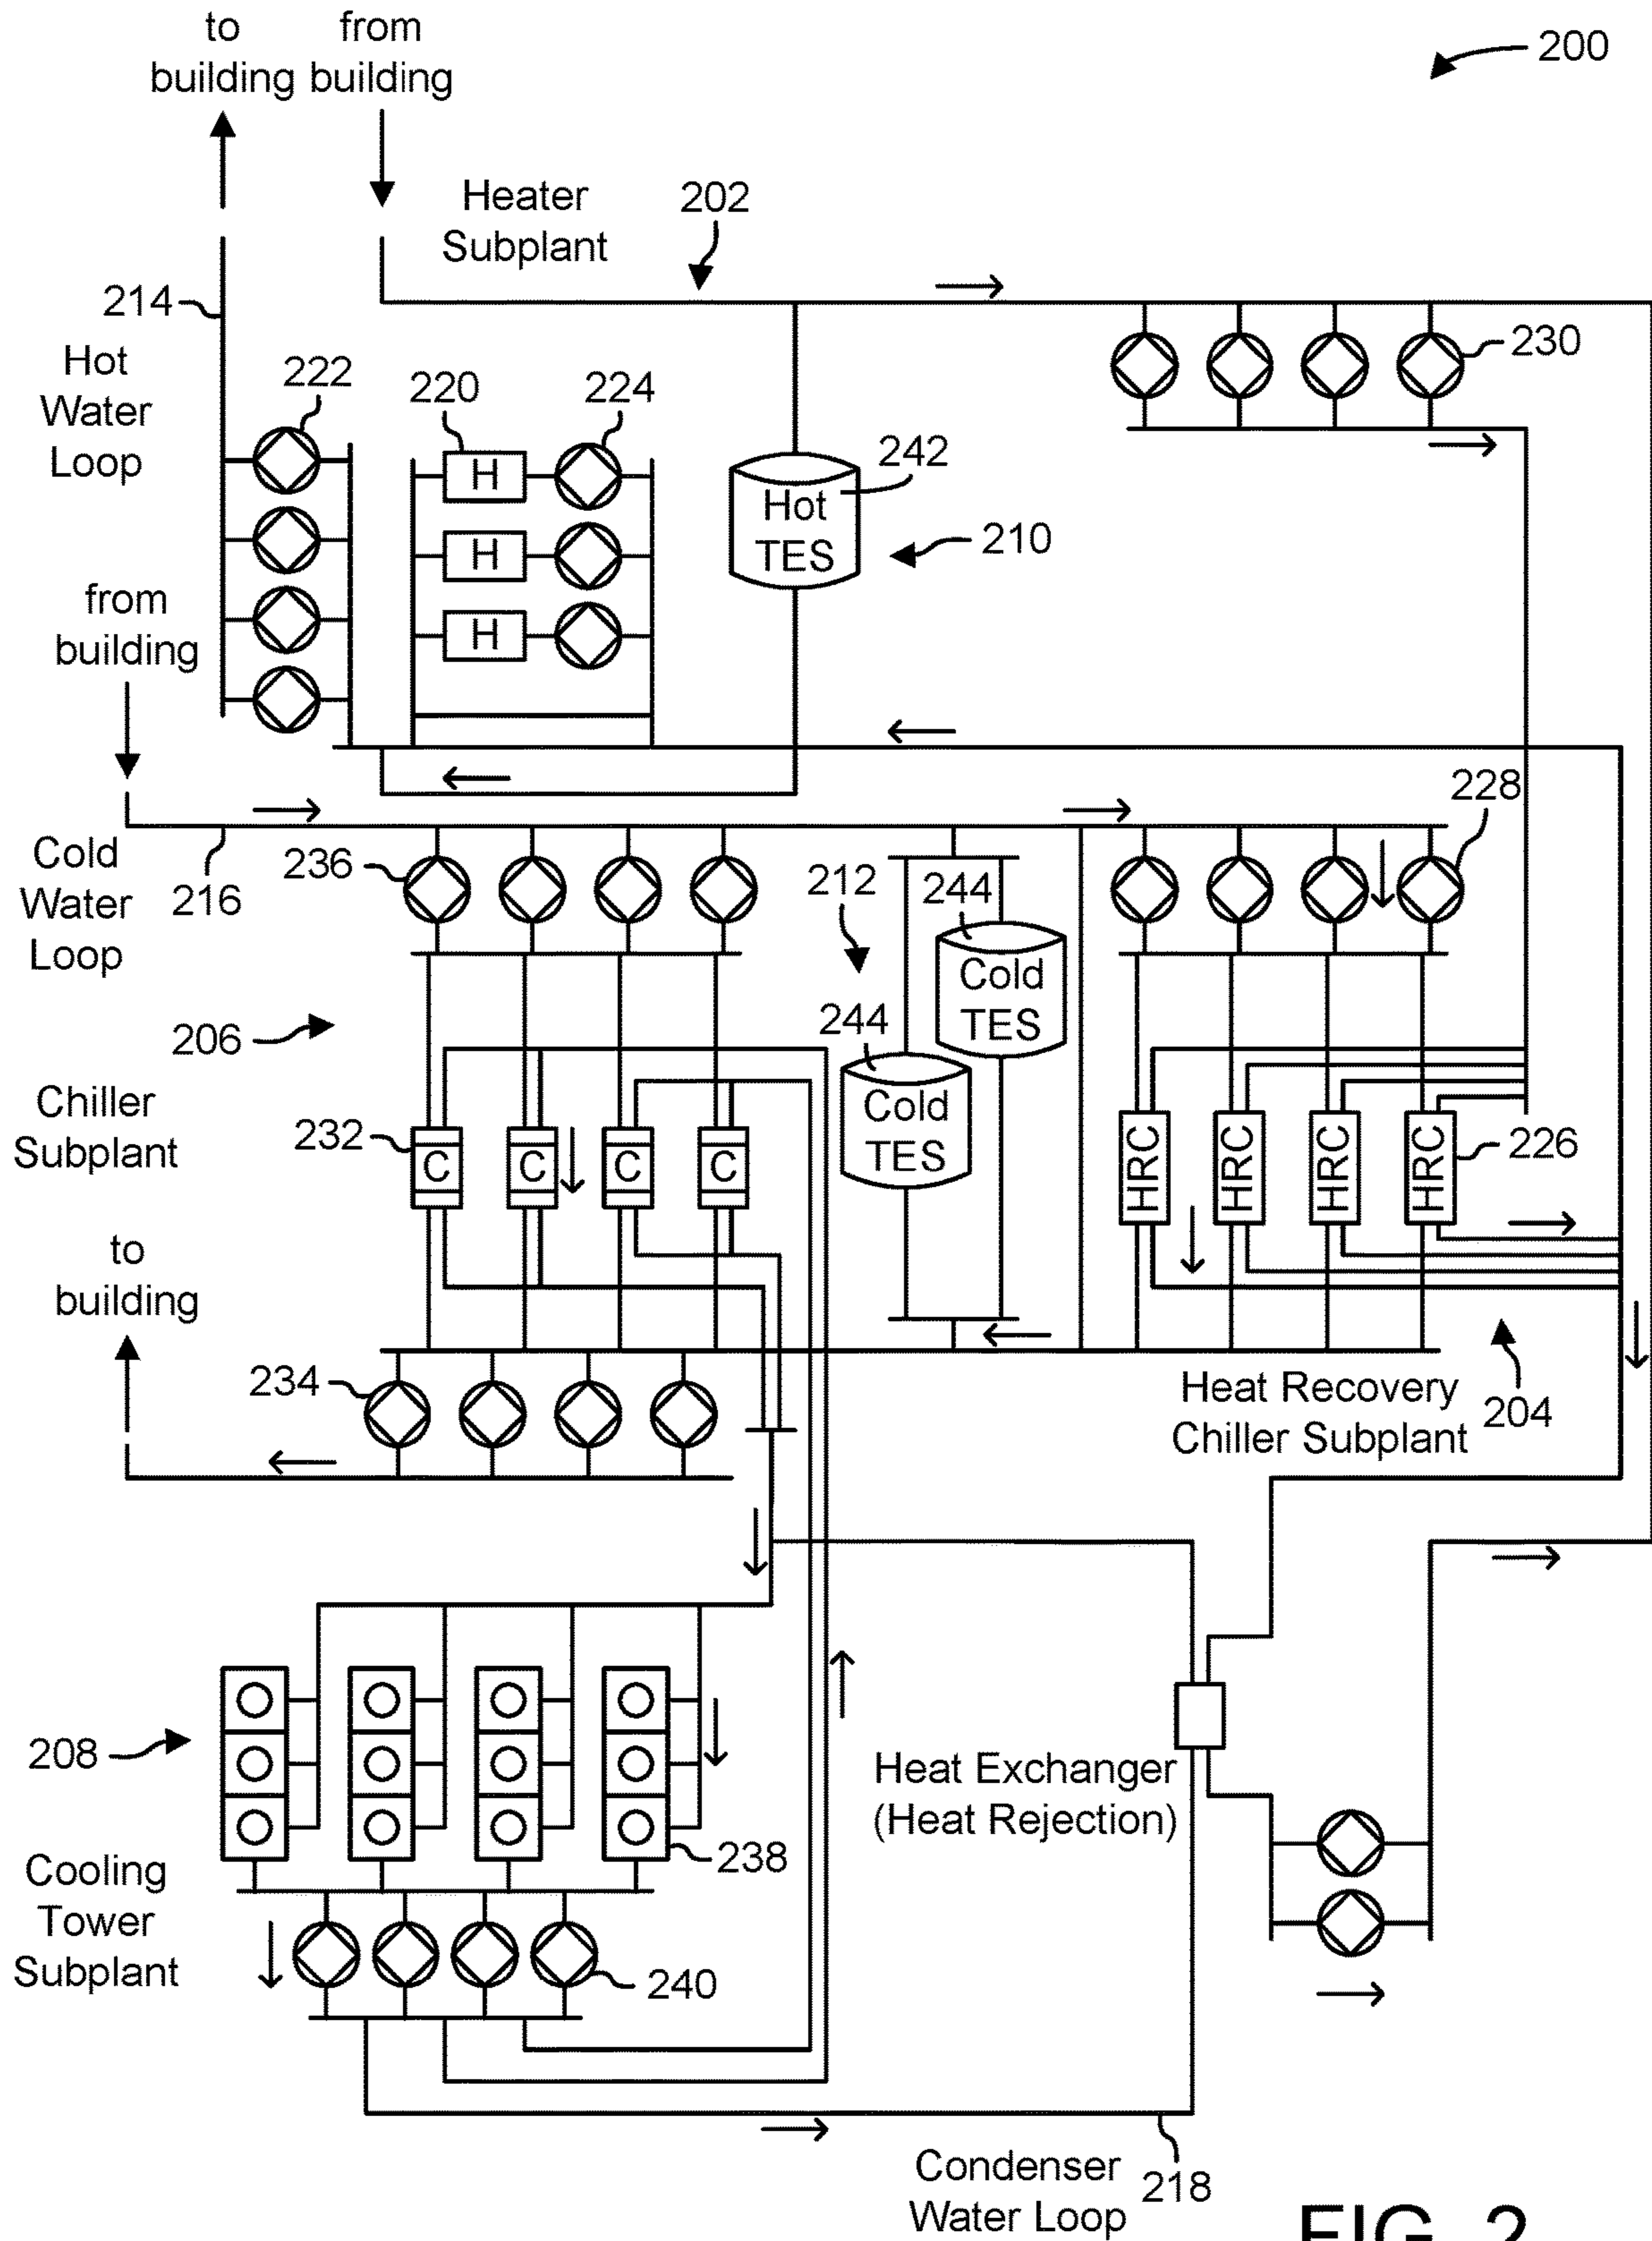 to
building
from
building
200
Heater
Subplant
202
214
Hot
Water
Loop
222
220
224
230
H
H
H
Hot
TES
242
210
from
building
228
Cold
Water
Loop
216
236
212
244
Cold
TES
244
Cold
TES
206
Chiller
Subplant
232
C
C
C
C
HRC
HRC
HRC
HRC
226
to
building
234
Heat Recovery
Chiller Subplant
204
208
238
Heat Exchanger
(Heat Rejection)
Cooling
Tower
Subplant
240
Condenser
Water Loop
218
FIG. 2